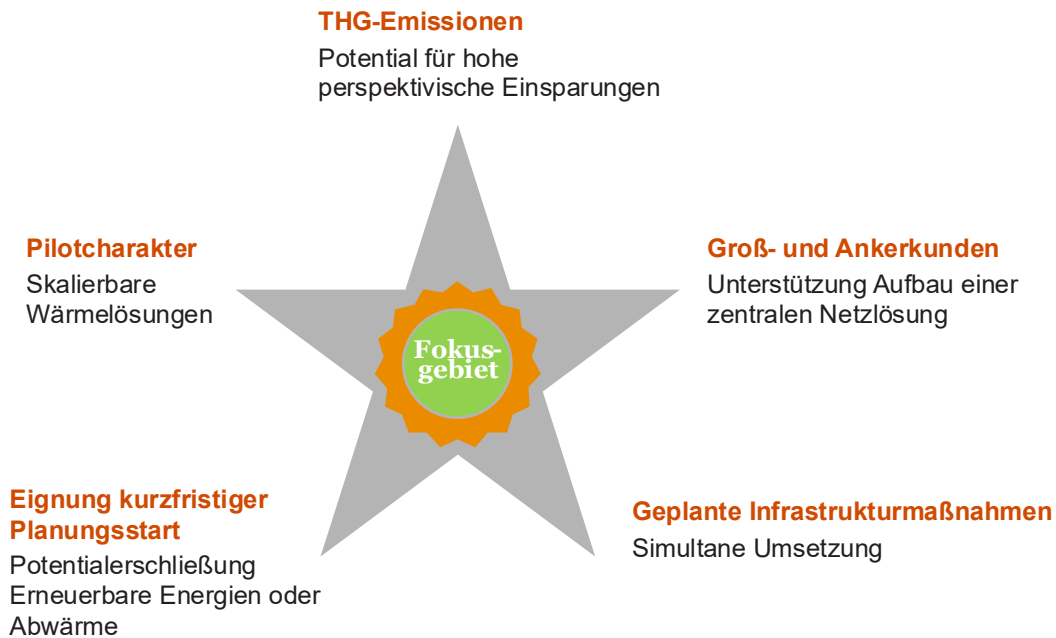 THG-Emissionen
Potential für hohe
perspektivische Einsparungen
Pilotcharakter
Skalierbare
Wärmelösungen
Groß- und Ankerkunden
Unterstützung Aufbau einer
zentralen Netzlösung
Fokus-
gebiet
Eignung kurzfristiger
Planungsstart
Potentialerschließung
Erneuerbare Energien oder
Abwärme
Geplante Infrastrukturmaßnahmen
Simultane Umsetzung